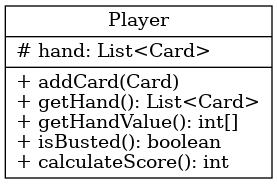 Player
# hand: List<Card>
+ addCard(Card)
+ getHand(): List<Card>
+ getHandValue(): int[]
+ isBusted(): boolean
+ calculateScore(): int